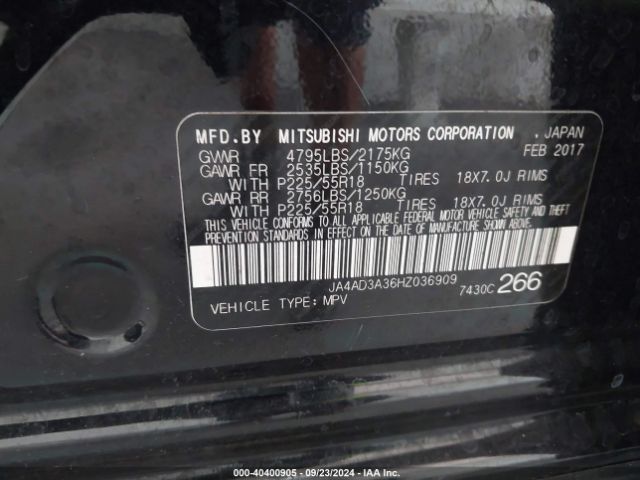 MFD.BY MITSUBISHI MOTORS CORPORATION . JAPAN
GVWR 4795LBS/2175KG FEB 2017
GAWR FR 2535LBS/1150KG
WITH P225/55R18 TIRES 18X7.0J RIMS
GAWR RR 2756LBS/1250KG
WITH P225/55R18 TIRES 18X7.0J RIMS
THIS VEHICLE CONFORMS TO ALL APPLICABLE FEDERAL MOTOR VEHICLE SAFETY AND THEFT
PREVENTION STANDARDS IN EFFECT ON THE DATE OF MANUFACTURE SHOWN ABOVE.
JA4AD3A36HZ036909
VEHICLE TYPE: MPV 7430C 266
000-40400905 - 09/23/2024 - IAA Inc.